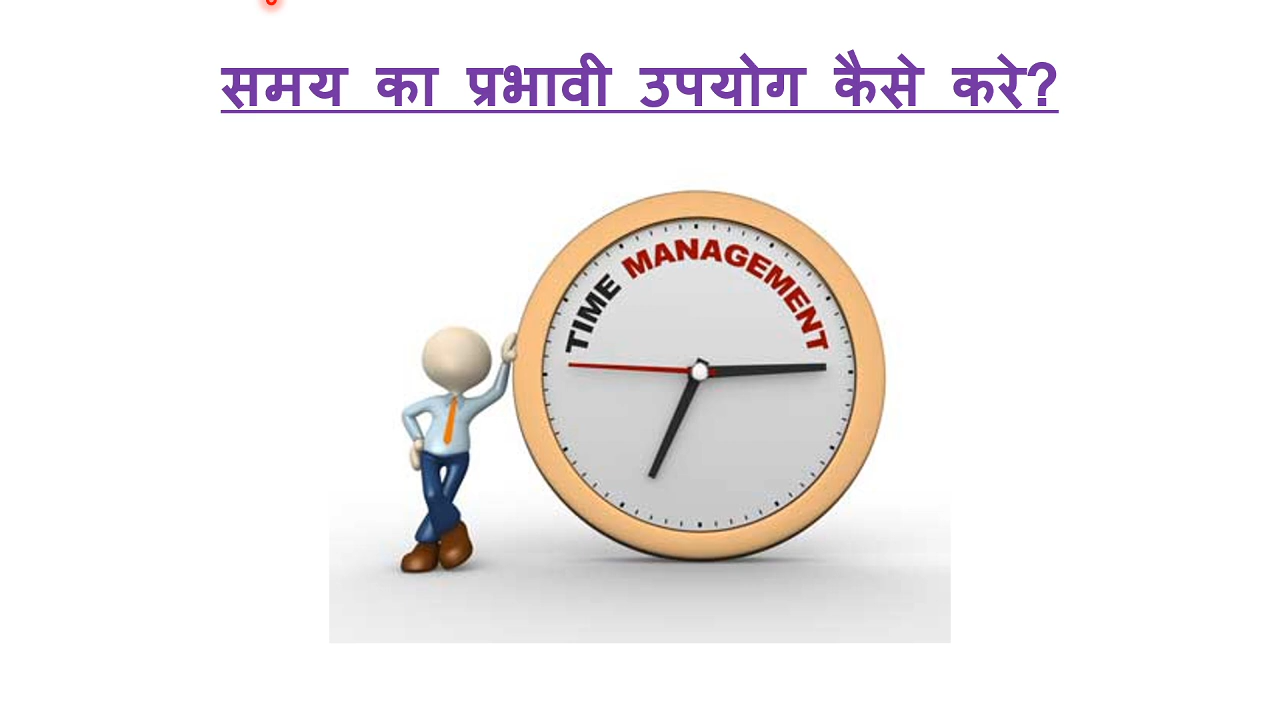 समय का प्रभावी उपयोग कैसे करे?
TIME MANAGEMENT